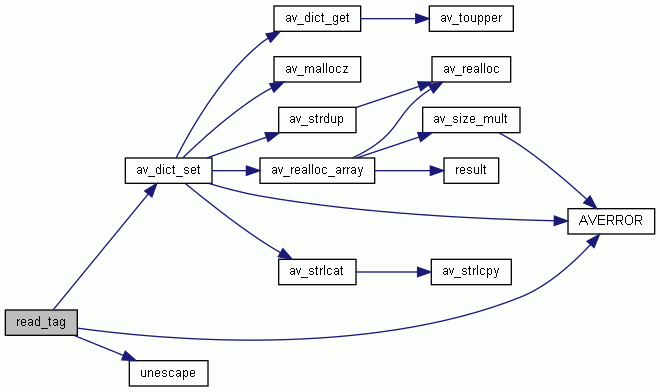 av_dict_get
av_toupper
av_mallocz
av_realloc
av_strdup
av_size_mult
av_dict_set
av_realloc_array
result
AVERROR
av_strlcat
av_strlcpy
read_tag
unescape